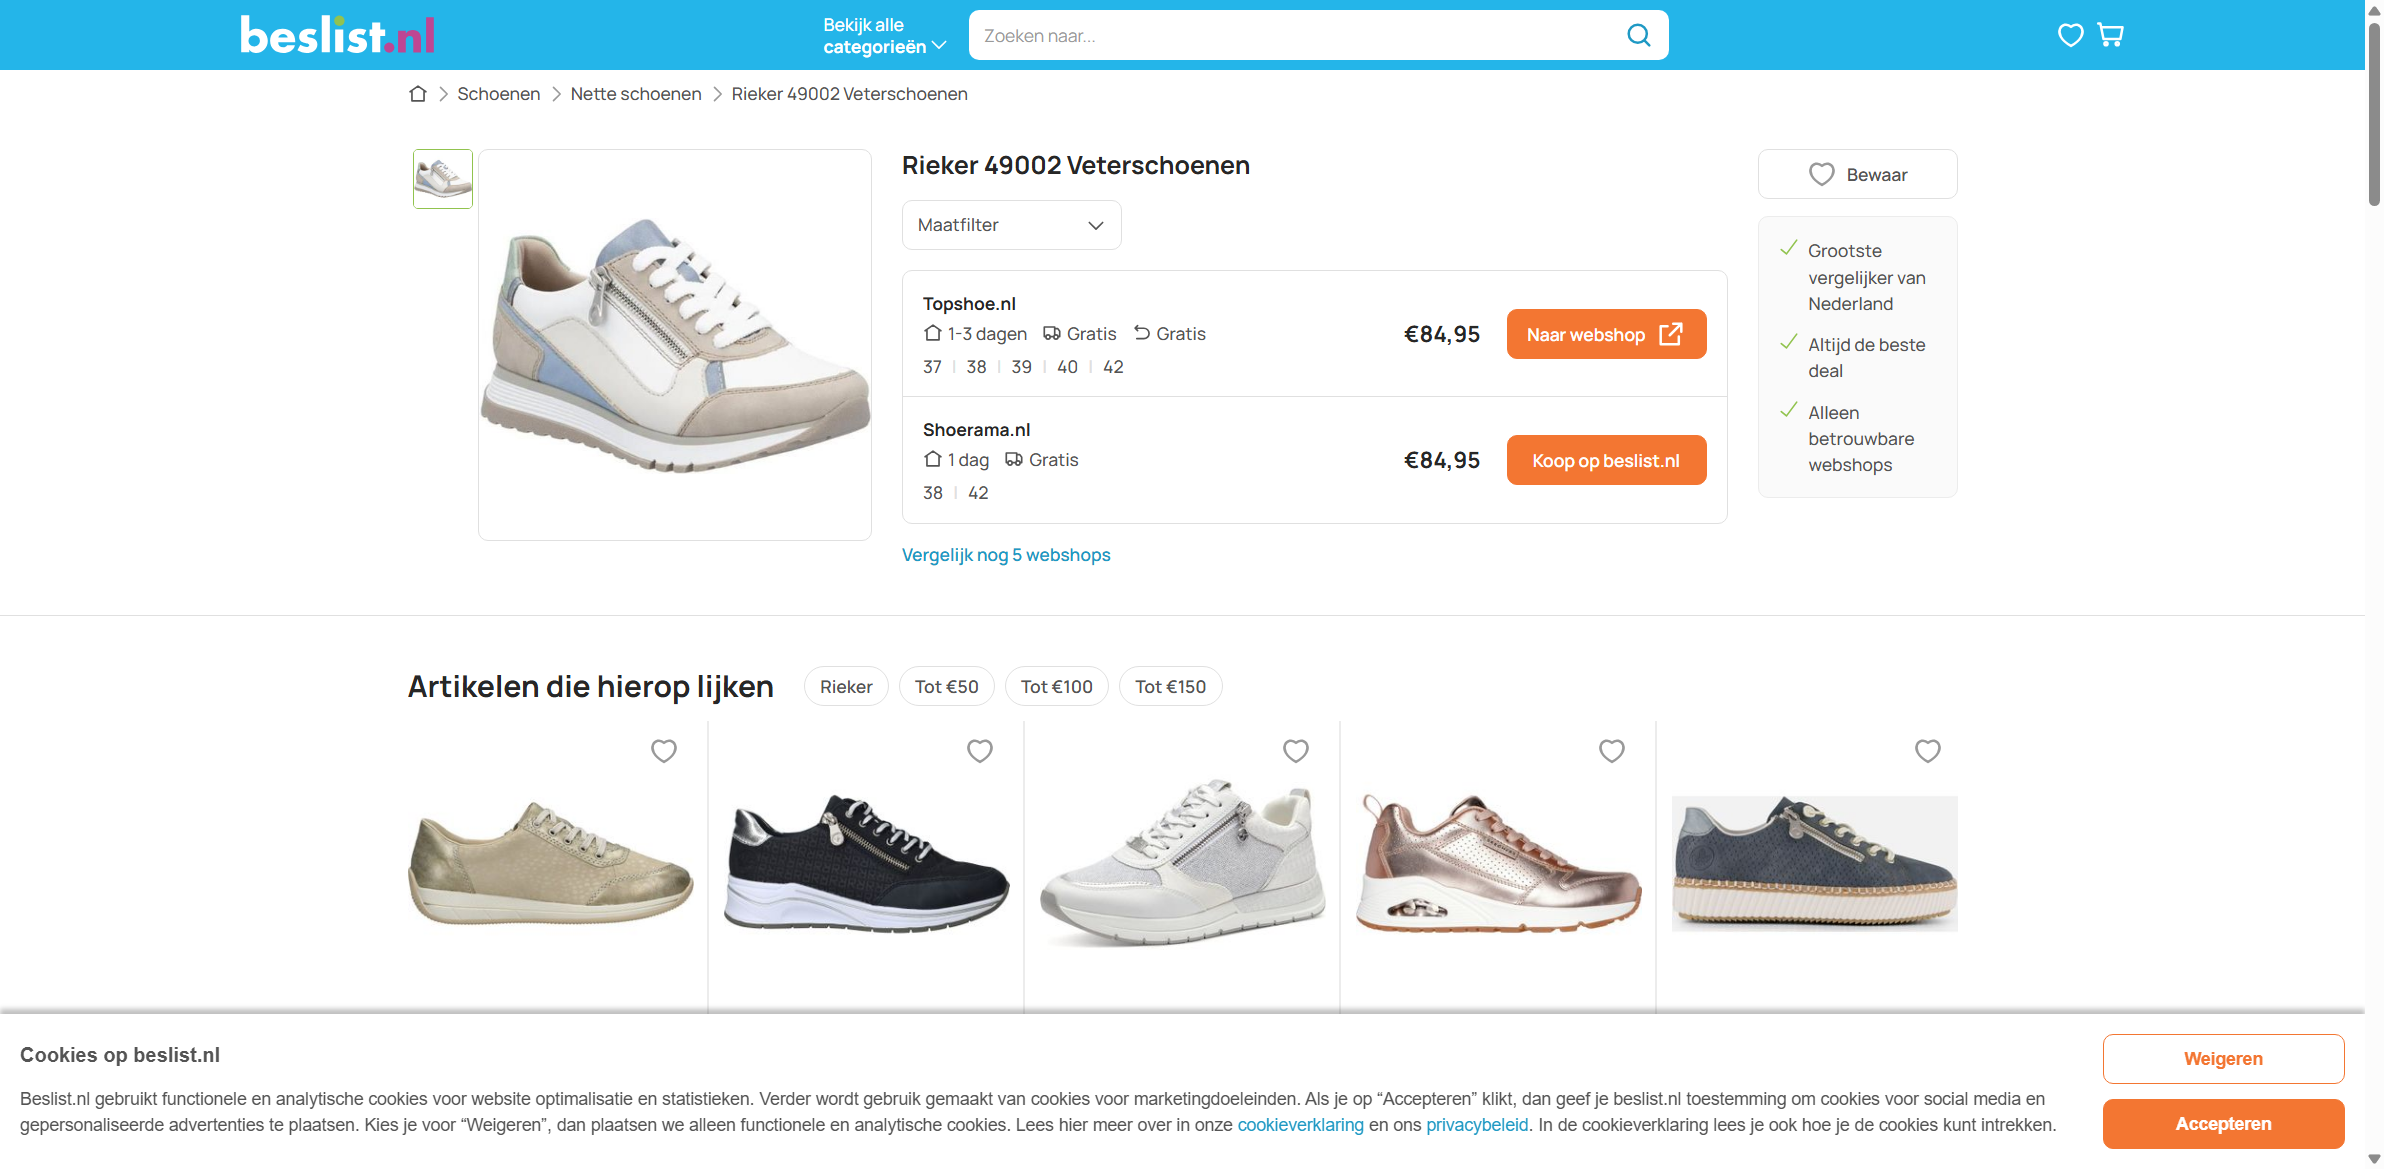 beslist.nl
Bekijk alle
categorieën
Zoeken naar...
Schoenen
Nette schoenen
Rieker 49002 Veterschoenen
Rieker 49002 Veterschoenen
Maatfilter
Topshoe.nl
1-3 dagen Gratis Gratis
37 | 38 | 39 | 40 | 42
€84,95
Naar webshop
Shoerama.nl
1 dag Gratis
38 | 42
€84,95
Koop op beslist.nl
Vergelijk nog 5 webshops
Bewaar
Grootste
vergelijker van
Nederland
Altijd de beste
deal
Alleen
betrouwbare
webshops
Artikelen die hierop lijken
Rieker
Tot €50
Tot €100
Tot €150
Cookies op beslist.nl
Beslist.nl gebruikt functionele en analytische cookies voor website optimalisatie en statistieken. Verder wordt gebruik gemaakt van cookies voor marketingdoeleinden. Als je op “Accepteren” klikt, dan geef je beslist.nl toestemming om cookies voor social media en
gepersonaliseerde advertenties te plaatsen. Kies je voor “Weigeren”, dan plaatsen we alleen functionele en analytische cookies. Lees hier meer over in onze cookieverklaring en ons privacybeleid. In de cookieverklaring lees je ook hoe je de cookies kunt intrekken.
Weigeren
Accepteren